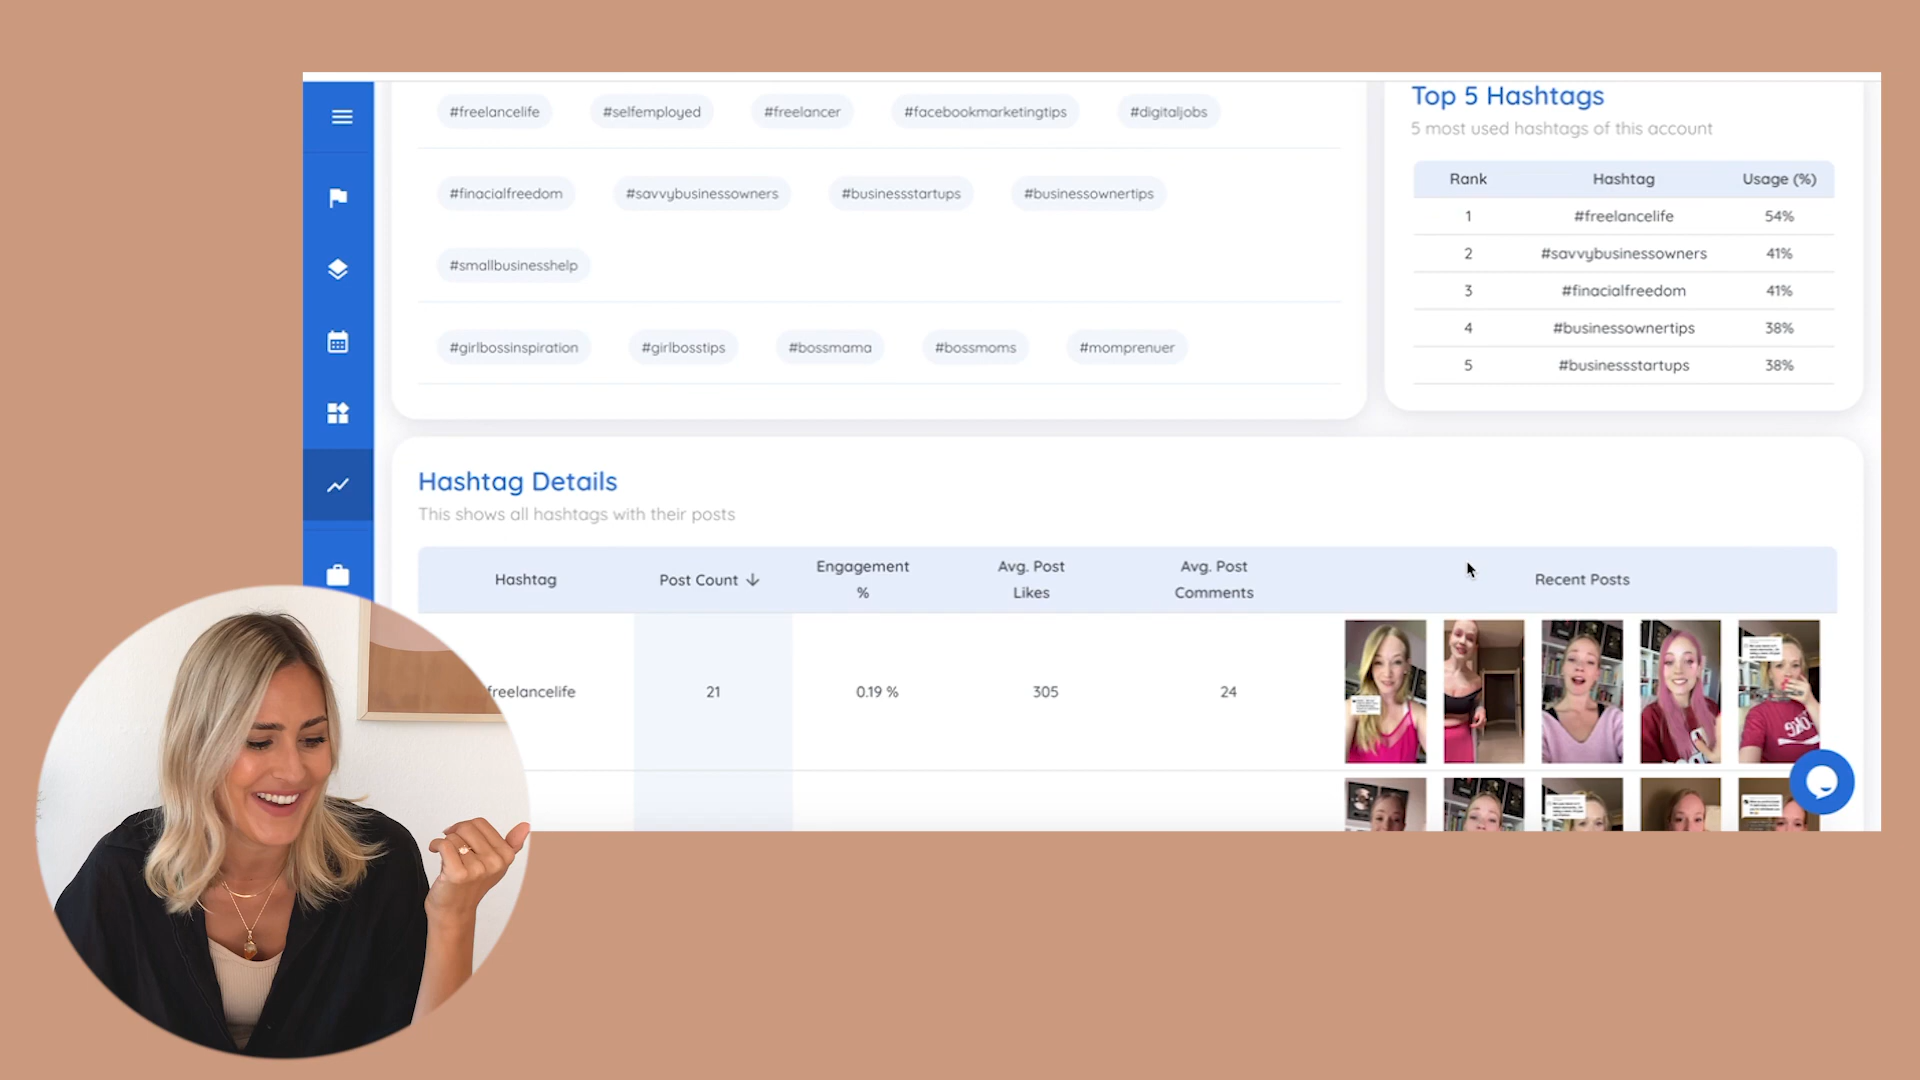 #freelancelife #selfemployed #freelancer #facebookmarketingtips #digitaljobs
#finacialfreedom #savvybusinessowners #businessstartups #businessownertips
#smallbusinesshelp
#girlbossinspiration #girlbosstips #bossmama #bossmoms #momprenuer
Top 5 Hashtags
5 most used hashtags of this account
Rank Hashtag Usage (%)
1 #freelancelife 54%
2 #savvybusinessowners 41%
3 #finacialfreedom 41%
4 #businessownertips 38%
5 #businessstartups 38%
Hashtag Details
This shows all hashtags with their posts
Hashtag Post Count ↓ Engagement % Avg. Post Likes Avg. Post Comments Recent Posts
freelancelife 21 0.19 % 305 24